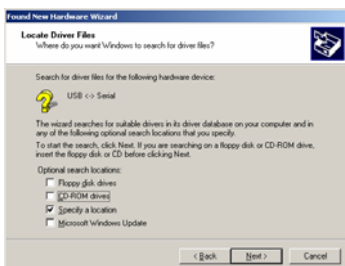 Found New Hardware Wizard
Locate Driver Files
Where do you want Windows to search for driver files?
Search for driver files for the following hardware device:
USB <-> Serial
The wizard searches for suitable drivers in its driver database on your computer and in
any of the following optional search locations that you specify.
To start the search, click Next. If you are searching on a floppy disk or CD-ROM drive,
insert the floppy disk or CD before clicking Next.
Optional search locations:
Floppy disk drives
CD-ROM drives
Specify a location
Microsoft Windows Update
< Back
Next >
Cancel